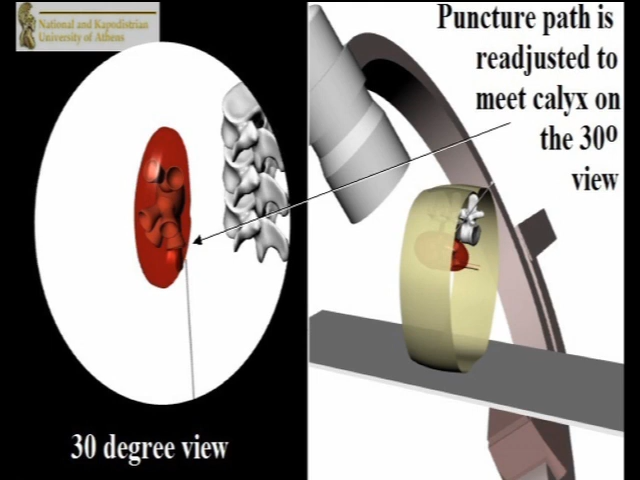 National and Kapodistrian
University of Athens
Puncture path is
readjusted to
meet calyx on
the 30º
view
30 degree view